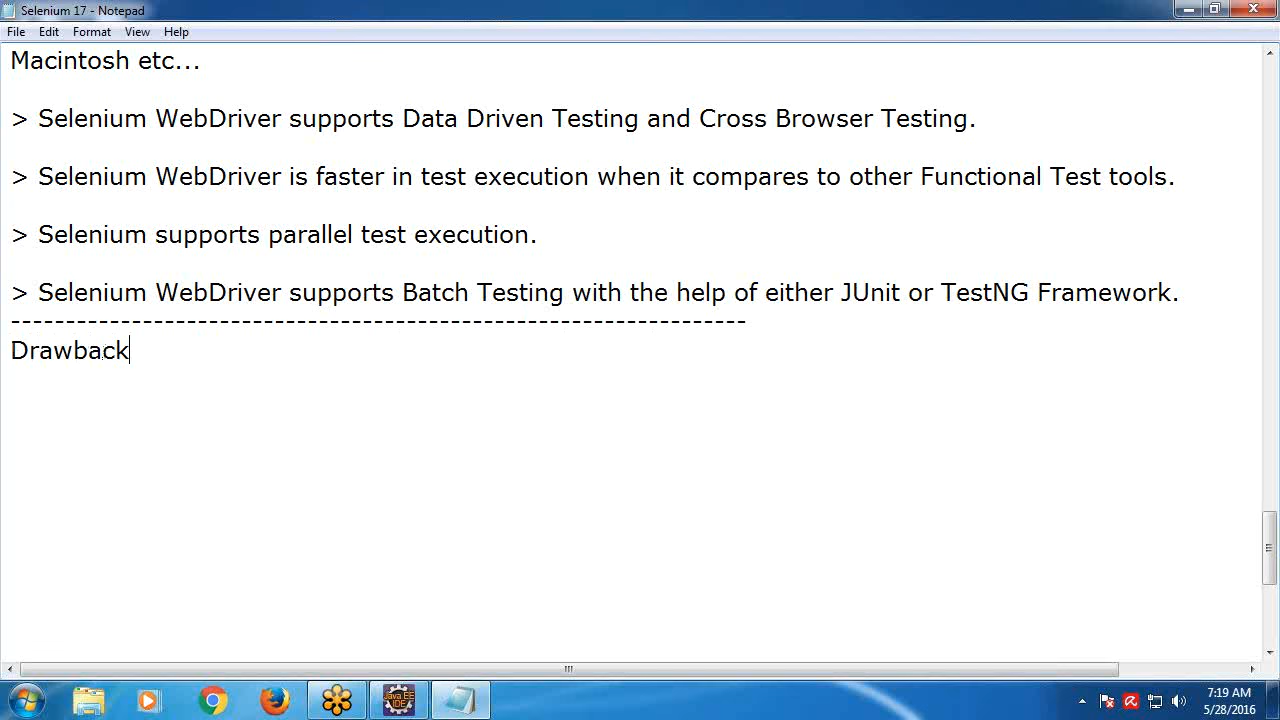 Selenium 17 - Notepad
File Edit Format View Help
Macintosh etc...
> Selenium WebDriver supports Data Driven Testing and Cross Browser Testing.
> Selenium WebDriver is faster in test execution when it compares to other Functional Test tools.
> Selenium supports parallel test execution.
> Selenium WebDriver supports Batch Testing with the help of either JUnit or TestNG Framework.
-----------------------------------------------------------------
Drawback
Java EE
IDE
7:19 AM
5/28/2016